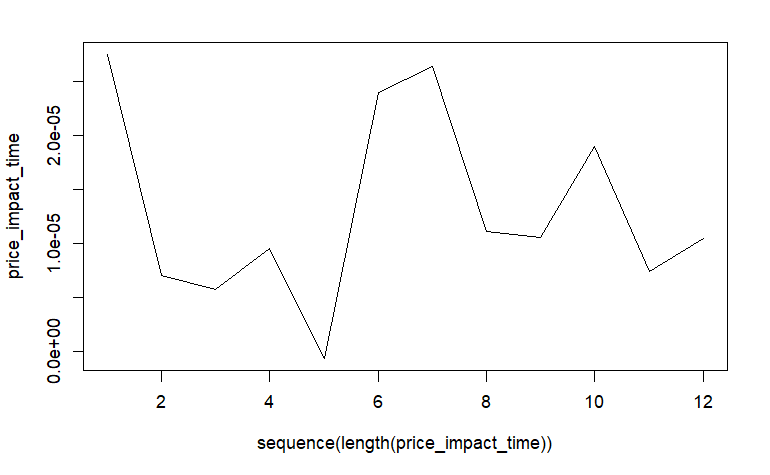 price_impact_time
2.0e-05
1.0e-05
0.0e+00
2 4 6 8 10 12
sequence(length(price_impact_time))